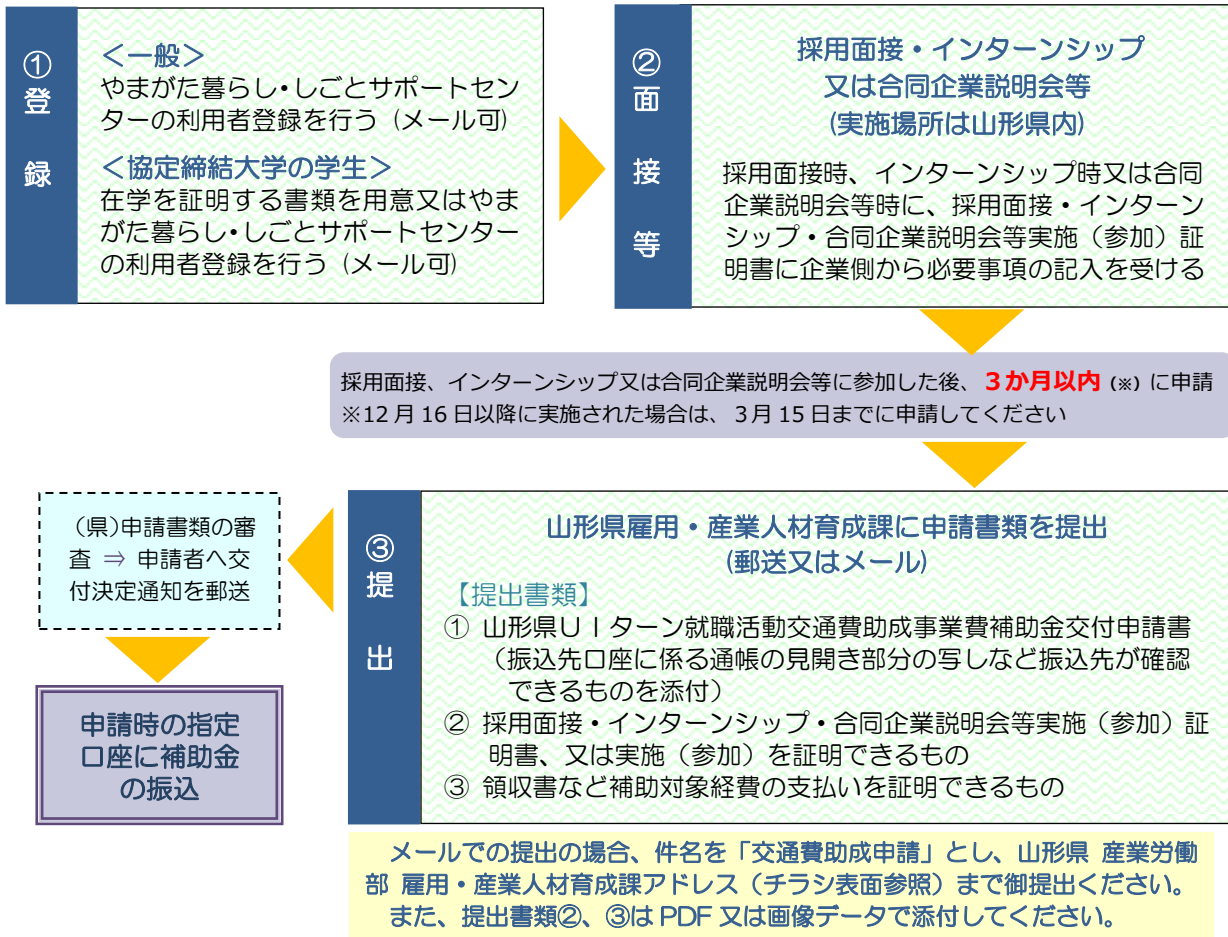 ① 登録
<一般>
やまがた暮らし・しごとサポートセン
ターの利用者登録を行う (メール可)
<協定締結大学の学生>
在学を証明する書類を用意又はやま
がた暮らし・しごとサポートセンター
の利用者登録を行う (メール可)
② 面接等
採用面接・インターンシップ
又は合同企業説明会等
(実施場所は山形県内)
採用面接時、インターンシップ時又は合同
企業説明会等時に、採用面接・インターン
シップ・合同企業説明会等実施（参加）証
明書に企業側から必要事項の記入を受ける
採用面接、インターンシップ又は合同企業説明会等に参加した後、３か月以内 (※) に申請
※12 月 16 日以降に実施された場合は、３月 15 日までに申請してください
③ 提出
山形県雇用・産業人材育成課に申請書類を提出
(郵送又はメール)
【提出書類】
① 山形県ＵＩターン就職活動交通費助成事業費補助金交付申請書
（振込先口座に係る通帳の見開き部分の写しなど振込先が確認
できるものを添付）
② 採用面接・インターンシップ・合同企業説明会等実施（参加）証
明書、又は実施（参加）を証明できるもの
③ 領収書など補助対象経費の支払いを証明できるもの
（県）申請書類の審
査 ⇒ 申請者へ交
付決定通知を郵送
申請時の指定
口座に補助金
の振込
メールでの提出の場合、件名を「交通費助成申請」とし、山形県 産業労働
部 雇用・産業人材育成課アドレス（チラシ表面参照）まで御提出ください。
また、提出書類②、③は PDF 又は画像データで添付してください。